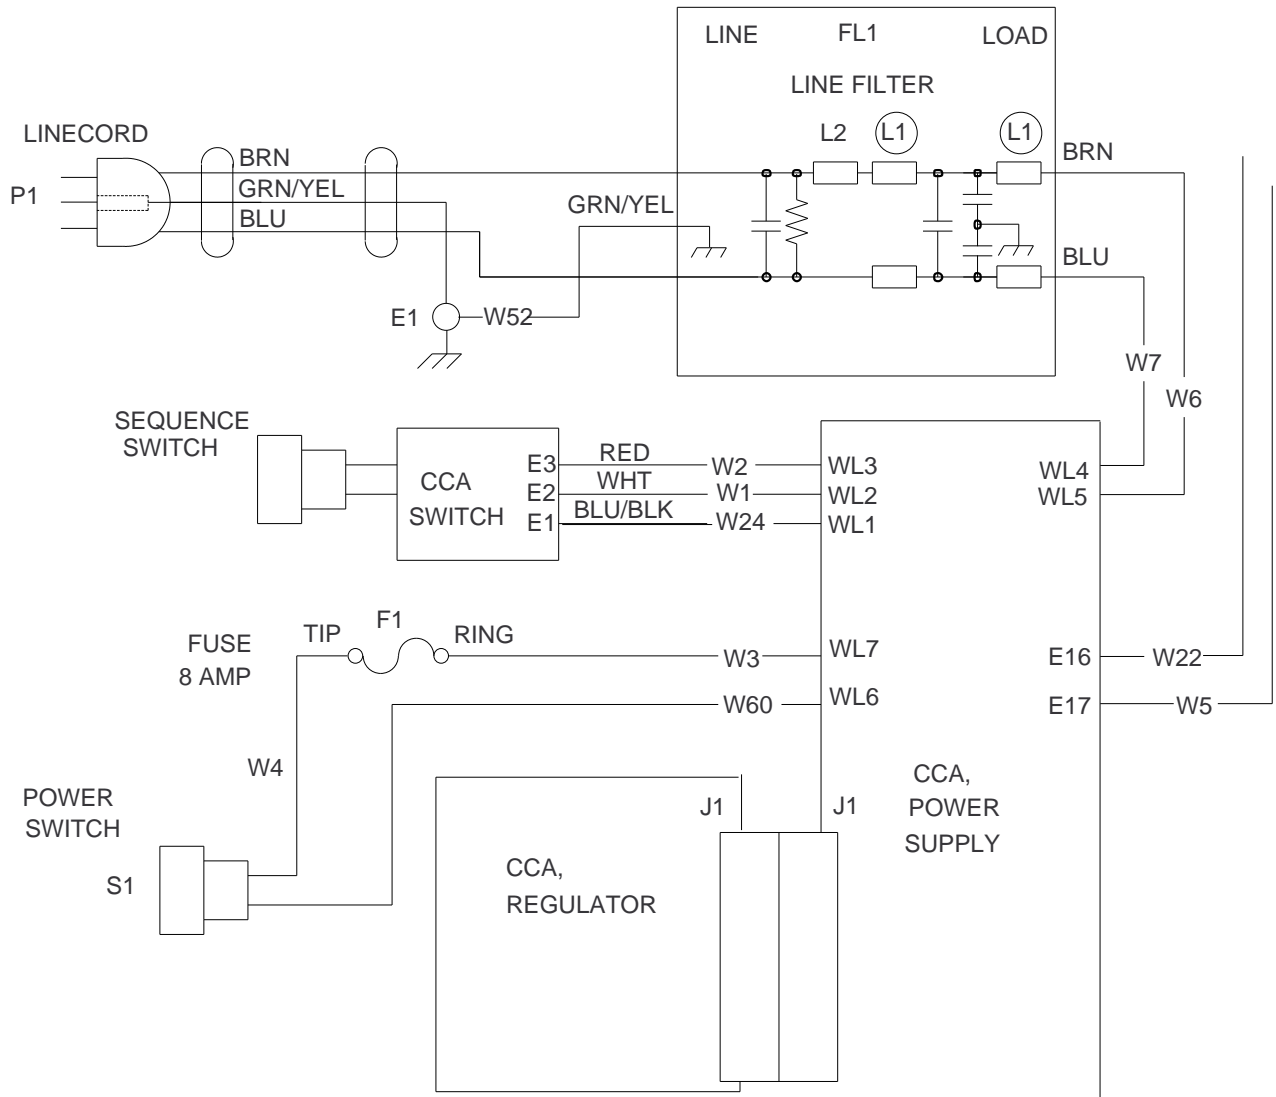 LINE FL1 LOAD
LINE FILTER
L2 L1 L1
LINECORD
P1
BRN
GRN/YEL
BLU
GRN/YEL
BRN
BLU
E1
W52
W7
W6
SEQUENCE
SWITCH
CCA
SWITCH
E3 RED W2 WL3
E2 WHT W1 WL2
E1 BLU/BLK W24 WL1
WL4
WL5
FUSE
8 AMP
TIP F1 RING
W3 WL7
W60 WL6
E16 W22
E17 W5
W4
POWER
SWITCH
S1
CCA,
REGULATOR
J1 J1
CCA,
POWER
SUPPLY